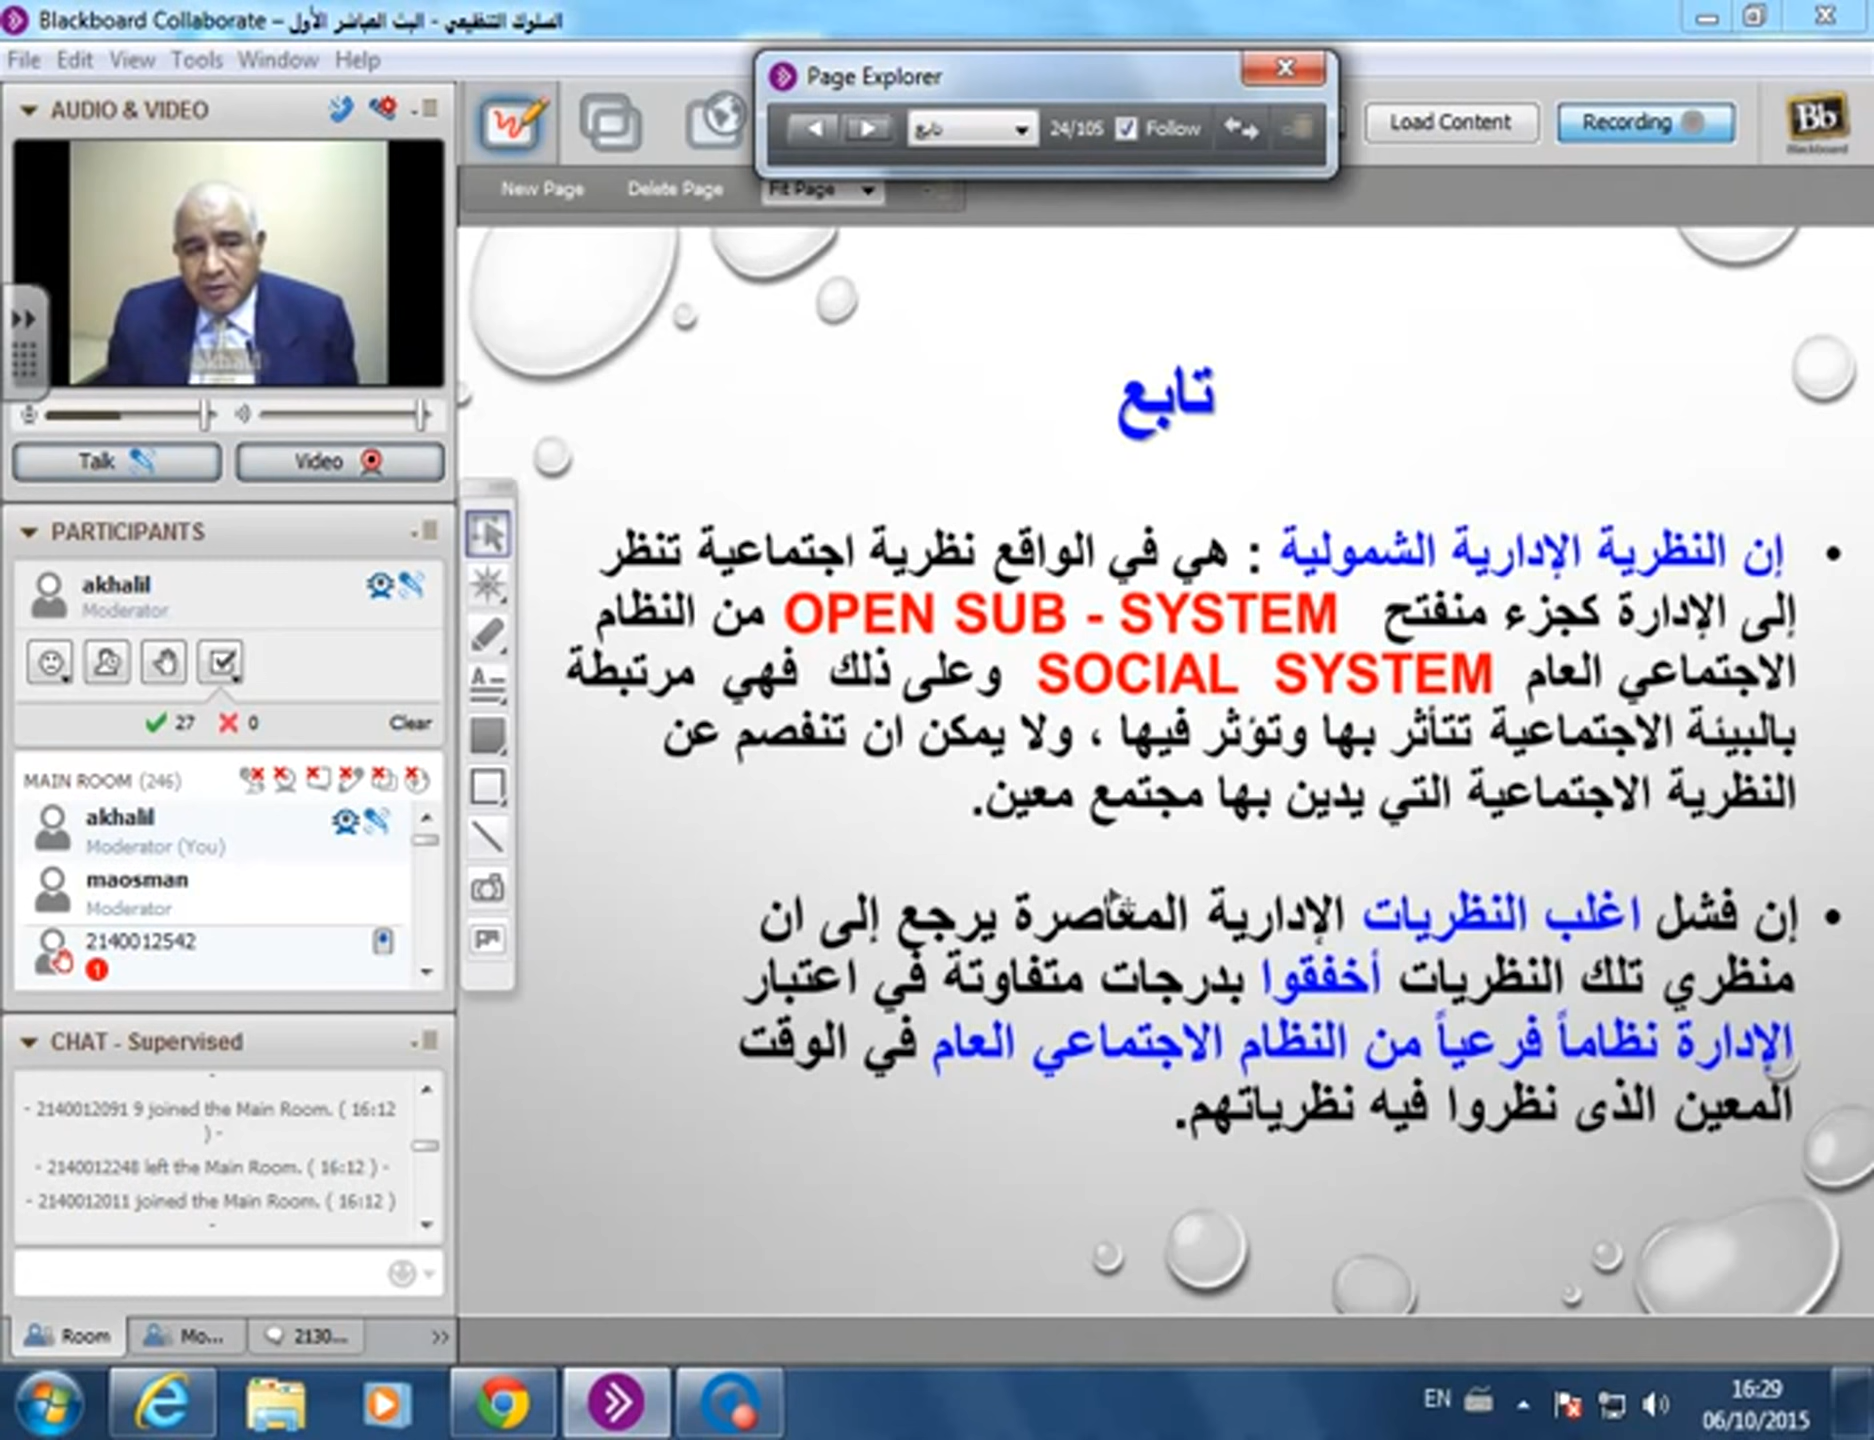 Blackboard Collaborate – السلوك التنظيمي - البث المباشر الأول
File Edit View Tools Window Help
Page Explorer
AUDIO & VIDEO
تابع
24/105
Follow
Load Content
Recording
Bb
Blackboard
New Page
Delete Page
Fit Page
akhalil
Talk
Video
PARTICIPANTS
akhalil
Moderator
27
0
Clear
MAIN ROOM (246)
akhalil
Moderator (You)
maosman
Moderator
2140012542
1
CHAT - Supervised
-
- 2140012091 9 joined the Main Room. ( 16:12
) -
- 2140012248 left the Main Room. ( 16:12 ) -
- 2140012011 joined the Main Room. ( 16:12 )
-
Room
Mo...
2130...
تابع
• إن النظرية الإدارية الشمولية : هي في الواقع نظرية اجتماعية تنظر
إلى الإدارة كجزء منفتح OPEN SUB - SYSTEM من النظام
الاجتماعي العام SOCIAL SYSTEM وعلى ذلك فهي مرتبطة
بالبيئة الاجتماعية تتأثر بها وتؤثر فيها ، ولا يمكن ان تنفصم عن
النظرية الاجتماعية التي يدين بها مجتمع معين.
• إن فشل اغلب النظريات الإدارية المعاصرة يرجع إلى ان
منظري تلك النظريات أخفقوا بدرجات متفاوتة في اعتبار
الإدارة نظاماً فرعياً من النظام الاجتماعي العام في الوقت
المعين الذى نظروا فيه نظرياتهم.
EN
16:29
06/10/2015